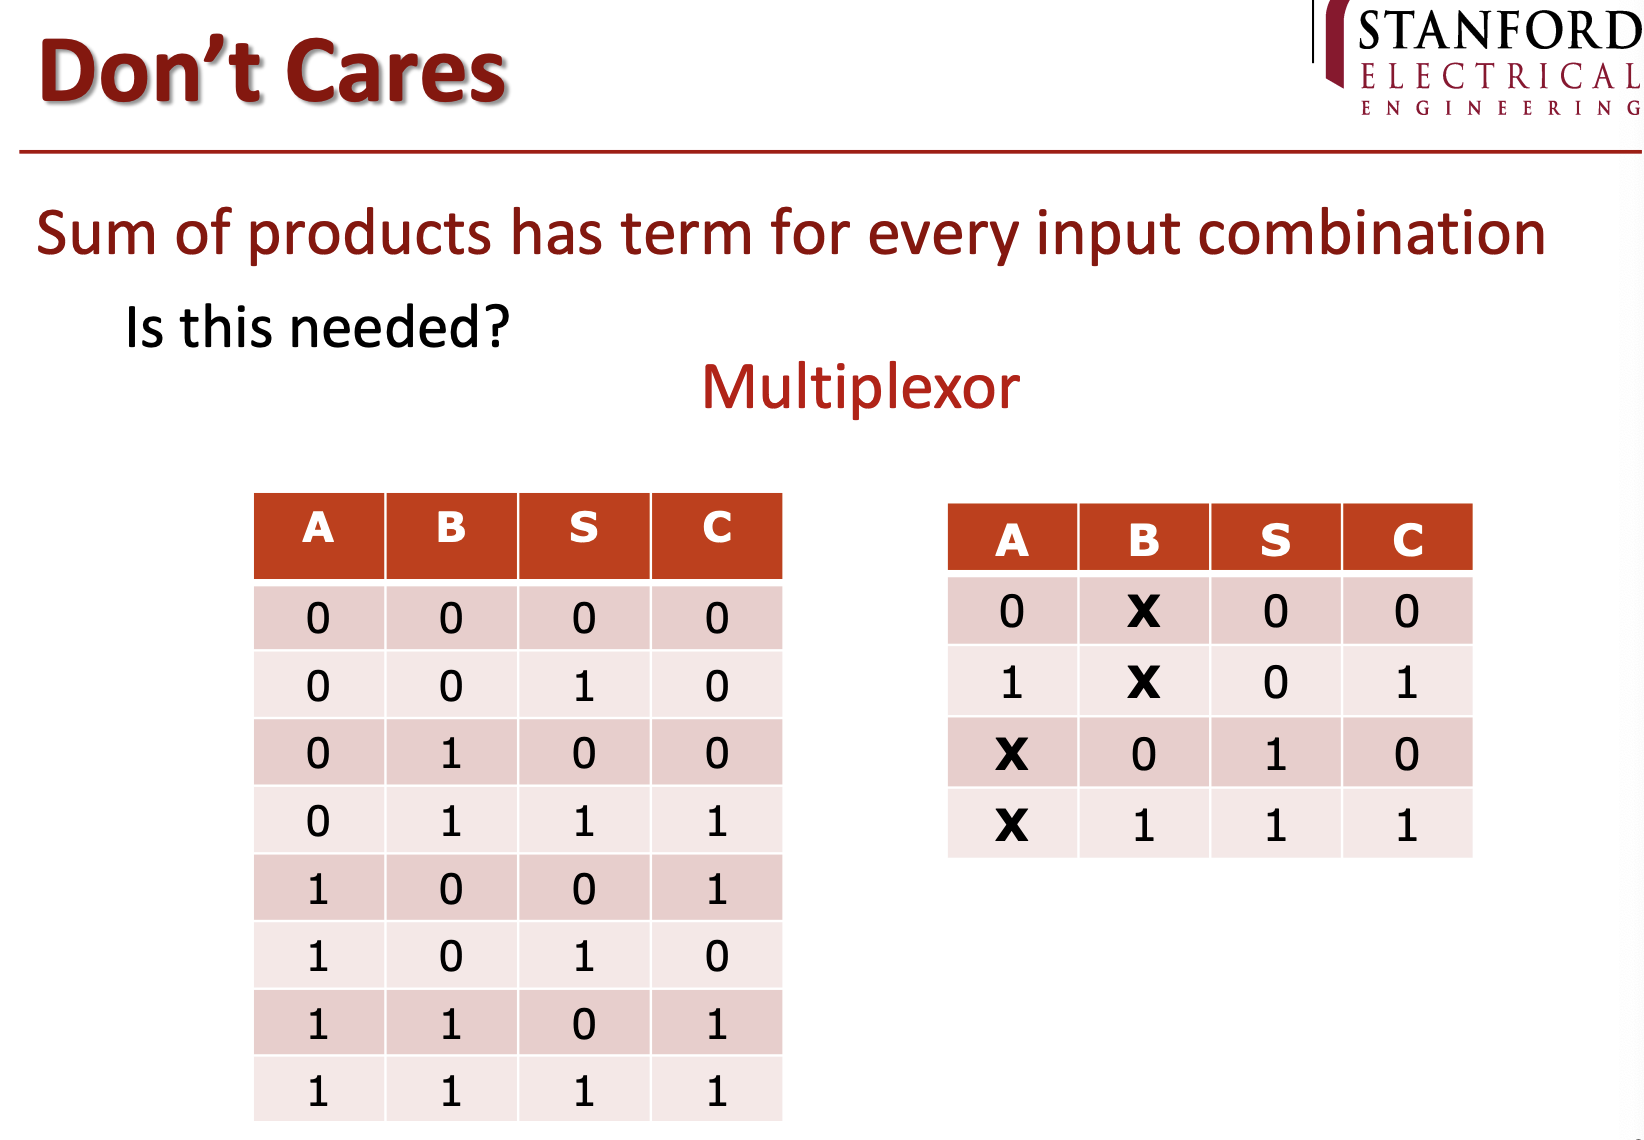 Don't Cares
STANFORD
ELECTRICAL
ENGINEERING
Sum of products has term for every input combination
Is this needed?
Multiplexor
A B S C
0 0 0 0
0 0 1 0
0 1 0 0
0 1 1 1
1 0 0 1
1 0 1 0
1 1 0 1
1 1 1 1
A B S C
0 X 0 0
1 X 0 1
X 0 1 0
X 1 1 1